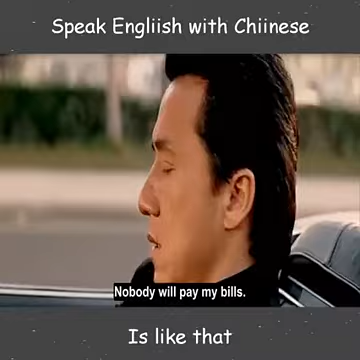 Speak Engliish with Chiinese
Nobody will pay my bills.
Is like that